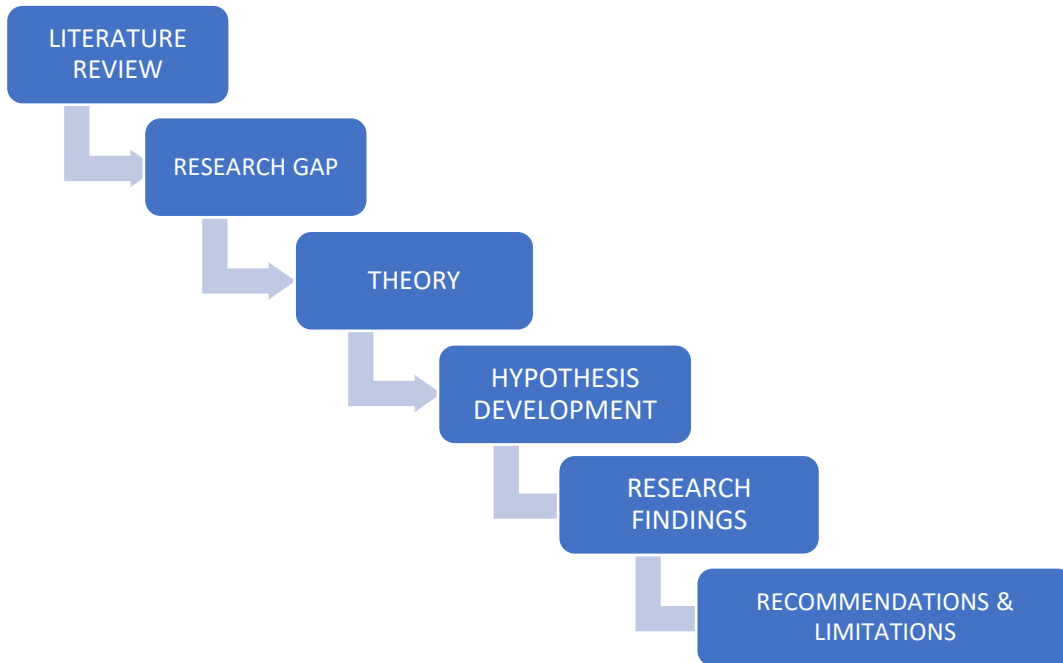 LITERATURE
REVIEW
RESEARCH GAP
THEORY
HYPOTHESIS
DEVELOPMENT
RESEARCH
FINDINGS
RECOMMENDATIONS &
LIMITATIONS